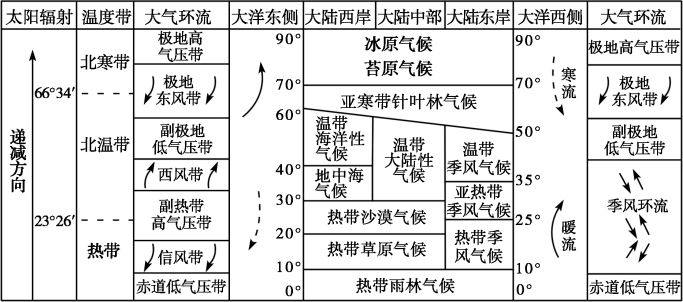 太阳辐射 温度带 大气环流 大洋东侧 大陆西岸 大陆中部 大陆东岸 大洋西侧 大气环流
递减方向
66°34′
23°26′
北寒带
北温带
热带
极地高
气压带
极地
东风带
副极地
低气压带
西风带
副热带
高气压带
信风带
赤道低气压带
90°
70°
60°
40°
30°
20°
10°
0°
冰原气候
苔原气候
亚寒带针叶林气候
温带
海洋性
气候
地中海
气候
温带
大陆性
气候
温带
季风气候
亚热带
季风气候
热带沙漠气候
热带草原气候
热带季
风气候
热带雨林气候
90°
70°
50°
35°
25°
10°
0°
寒流
暖流
极地高气压带
极地
东风带
副极地
低气压带
季风环流
赤道低气压带